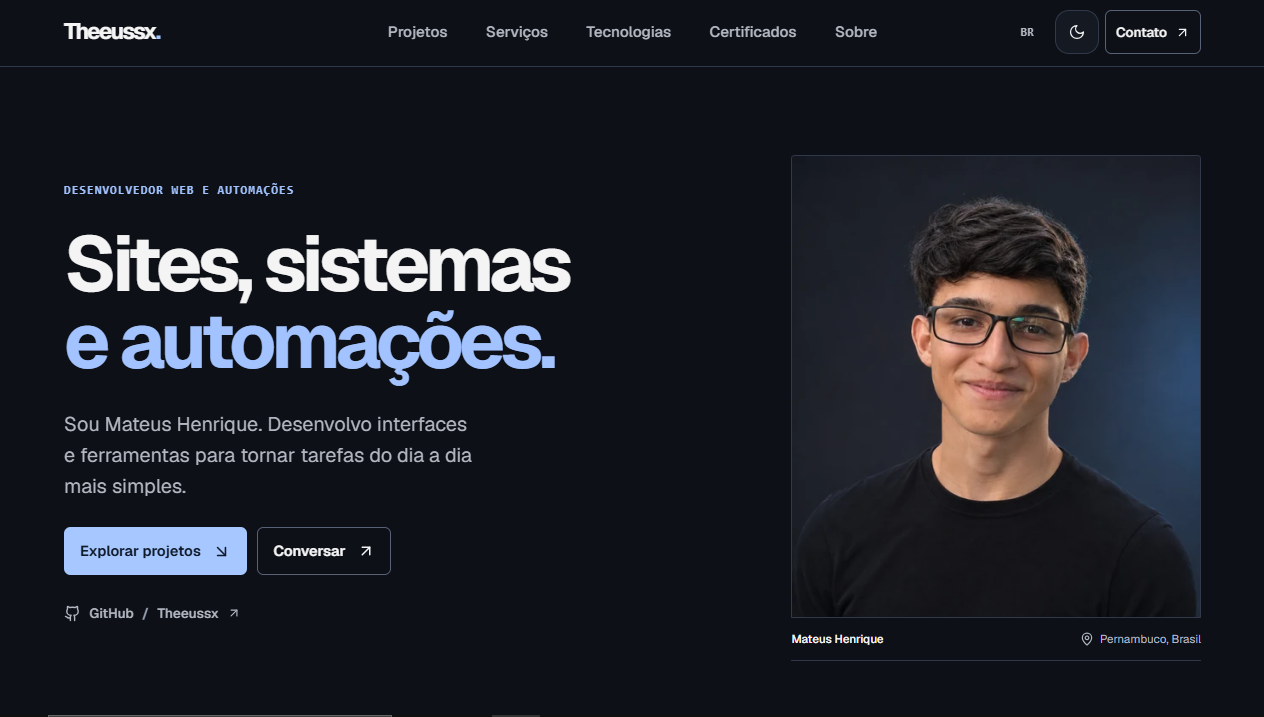 Theeussx.
Projetos
Serviços
Tecnologias
Certificados
Sobre
BR
Contato
DESENVOLVEDOR WEB E AUTOMAÇÕES
Sites, sistemas
e automações.
Sou Mateus Henrique. Desenvolvo interfaces
e ferramentas para tornar tarefas do dia a dia
mais simples.
Explorar projetos
Conversar
GitHub / Theeussx
Mateus Henrique
Pernambuco, Brasil